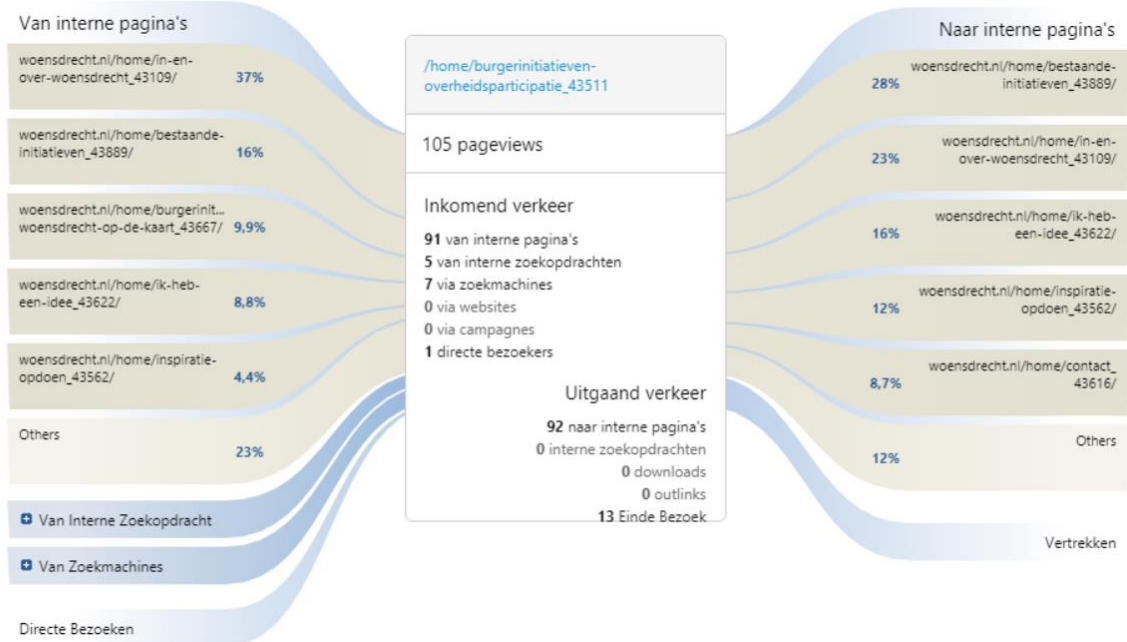 Van interne pagina's
woensdrecht.nl/home/in-en-
over-woensdrecht_43109/
37%
woensdrecht.nl/home/bestaande-
initiatieven_43889/
16%
woensdrecht.nl/home/burgerinit...
woensdrecht-op-de-kaart_43667/
9,9%
woensdrecht.nl/home/ik-heb-
een-idee_43622/
8,8%
woensdrecht.nl/home/inspiratie-
opdoen_43562/
4,4%
Others
23%
Van Interne Zoekopdracht
Van Zoekmachines
Directe Bezoeken
/home/burgerinitiatieven-
overheidsparticipatie_43511
105 pageviews
Inkomend verkeer
91 van interne pagina's
5 van interne zoekopdrachten
7 via zoekmachines
0 via websites
0 via campagnes
1 directe bezoekers
Uitgaand verkeer
92 naar interne pagina's
0 interne zoekopdrachten
0 downloads
0 outlinks
13 Einde Bezoek
Naar interne pagina's
woensdrecht.nl/home/bestaande-
initiatieven_43889/
28%
woensdrecht.nl/home/in-en-
over-woensdrecht_43109/
23%
woensdrecht.nl/home/ik-heb-
een-idee_43622/
16%
woensdrecht.nl/home/inspiratie-
opdoen_43562/
12%
woensdrecht.nl/home/contact_
43616/
8,7%
Others
12%
Vertrekken